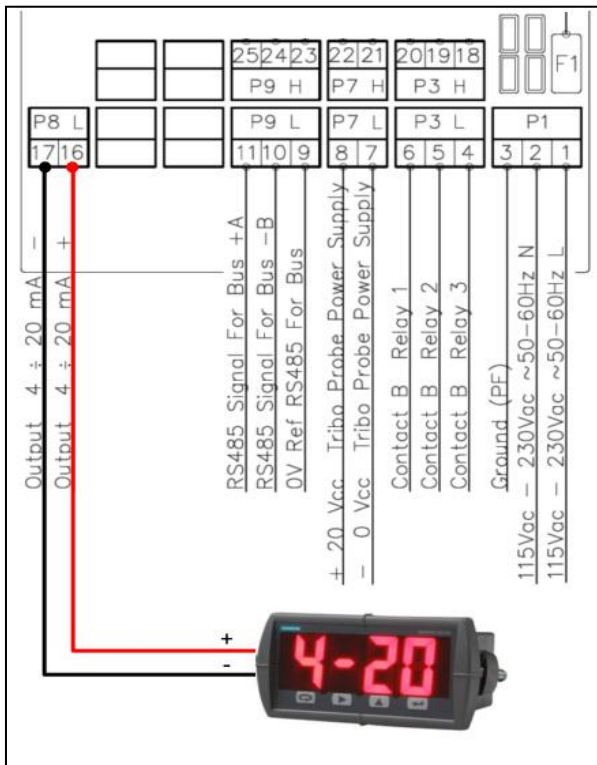 25 24 23
22 21
20 19 18
P9 H
P7 H
P3 H
F1
P8 L
P9 L
P7 L
P3 L
P1
17 16
11 10 9
8 7
6 5 4
3 2 1
Output 4 ÷ 20 mA -
Output 4 ÷ 20 mA +
RS485 Signal For Bus +A
RS485 Signal For Bus -B
0V Ref RS485 For Bus
+ 20 Vcc Tribo Probe Power Supply
- 0 Vcc Tribo Probe Power Supply
Contact B Relay 1
Contact B Relay 2
Contact B Relay 3
Ground (PE)
115Vac - 230Vac ~50-60Hz N
115Vac - 230Vac ~50-60Hz L
+
-
4-20